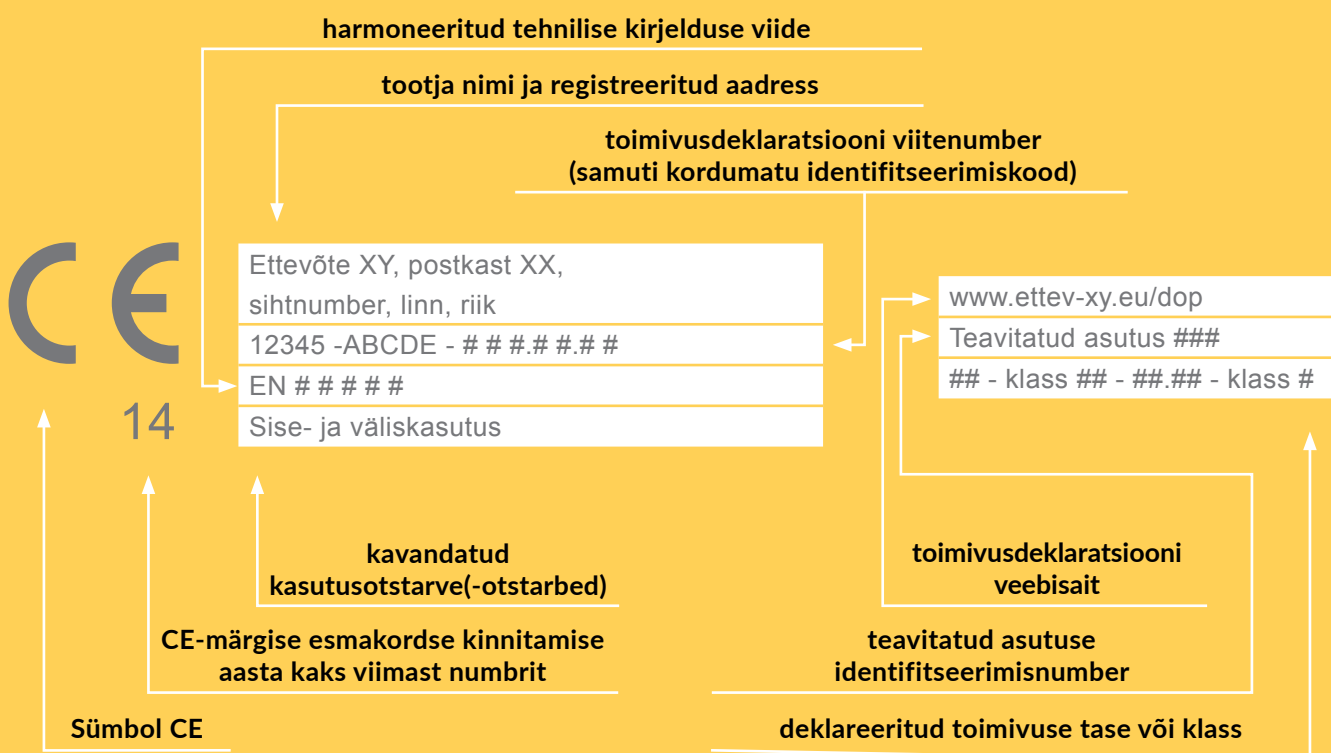 harmoneeritud tehnilise kirjelduse viide
tootja nimi ja registreeritud aadress
toimivusdeklaratsiooni viitenumber
(samuti kordumatu identifitseerimiskood)
CE
14
Ettevõte XY, postkast XX,
sihtnumber, linn, riik
12345 -ABCDE - # # #.# #.# #
EN # # # # #
Sise- ja väliskasutus
www.ettev-xy.eu/dop
Teavitatud asutus ###
## - klass ## - ##.## - klass #
kavandatud
kasutusotstarve(-otstarbed)
toimivusdeklaratsiooni
veebisait
CE-märgise esmakordse kinnitamise
aasta kaks viimast numbrit
teavitatud asutuse
identifitseerimisnumber
Sümbol CE
deklareeritud toimivuse tase või klass